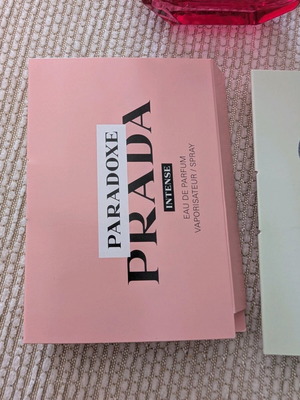 PARADOXE
PRADA
INTENSE
EAU DE PARFUM
VAPORISATEUR / SPRAY